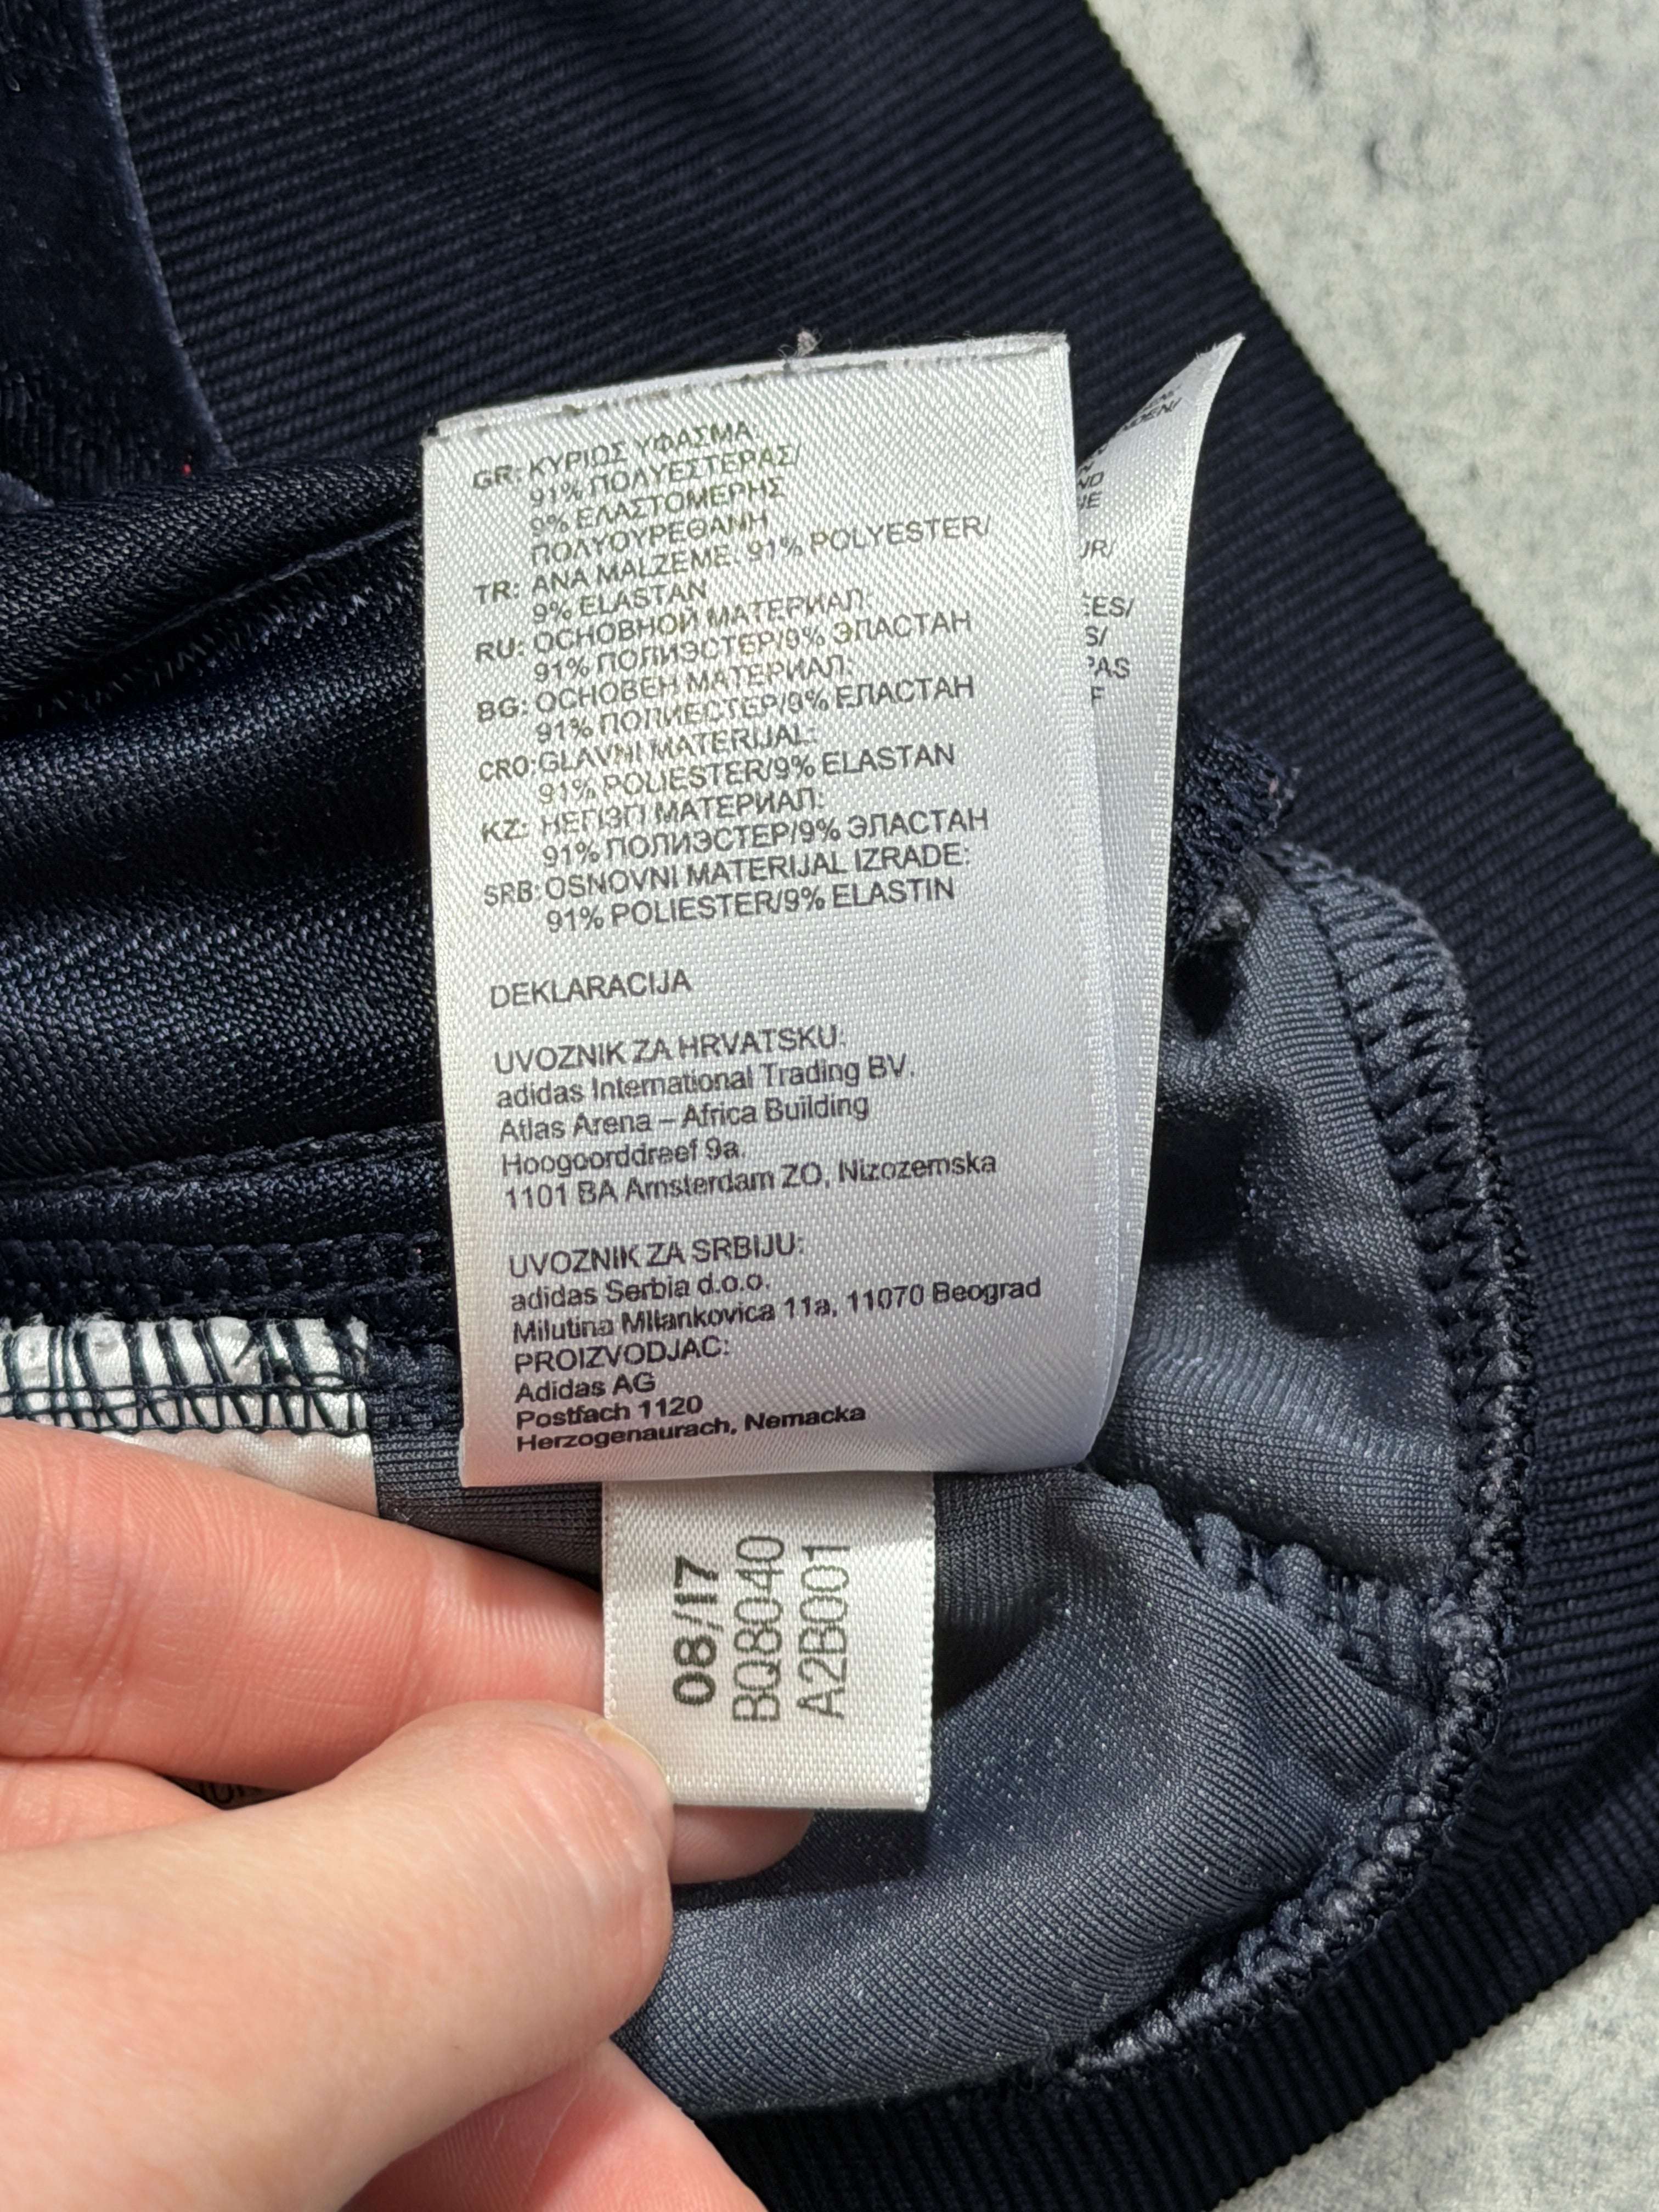 GR: ΚΥΡΙΟΣ ΥΦΑΣΜΑ
91% ΠΟΛΥΕΣΤΕΡΑΣ/
9% ΕΛΑΣΤΟΜΕΡΗΣ
ΠΟΛΥΟΥΡΕΘΑΝΗ
TR: ANA MALZEME: 91% POLYESTER/
9% ELASTAN
RU: ОСНОВНОЙ МАТЕРИАЛ:
91% ПОЛИЭСТЕР/9% ЭЛАСТАН
BG: ОСНОВЕН МАТЕРИАЛ:
91% ПОЛИЕСТЕР/9% ЕЛАСТАН
CRO: GLAVNI MATERIJAL:
91% POLIESTER/9% ELASTAN
KZ: НЕГІЗГІ МАТЕРИАЛ:
91% ПОЛИЭСТЕР/9% ЭЛАСТАН
SRB: OSNOVNI MATERIJAL IZRADE:
91% POLIESTER/9% ELASTIN
DEKLARACIJA
UVOZNIK ZA HRVATSKU:
adidas International Trading BV.
Atlas Arena – Africa Building
Hoogoorddreef 9a.
1101 BA Amsterdam ZO, Nizozemska
UVOZNIK ZA SRBIJU:
adidas Serbia d.o.o.
Milutina MIlankovica 11a, 11070 Beograd
PROIZVODJAC:
Adidas AG
Postfach 1120
Herzogenaurach, Nemacka
08/17
BQ8040
A2B001